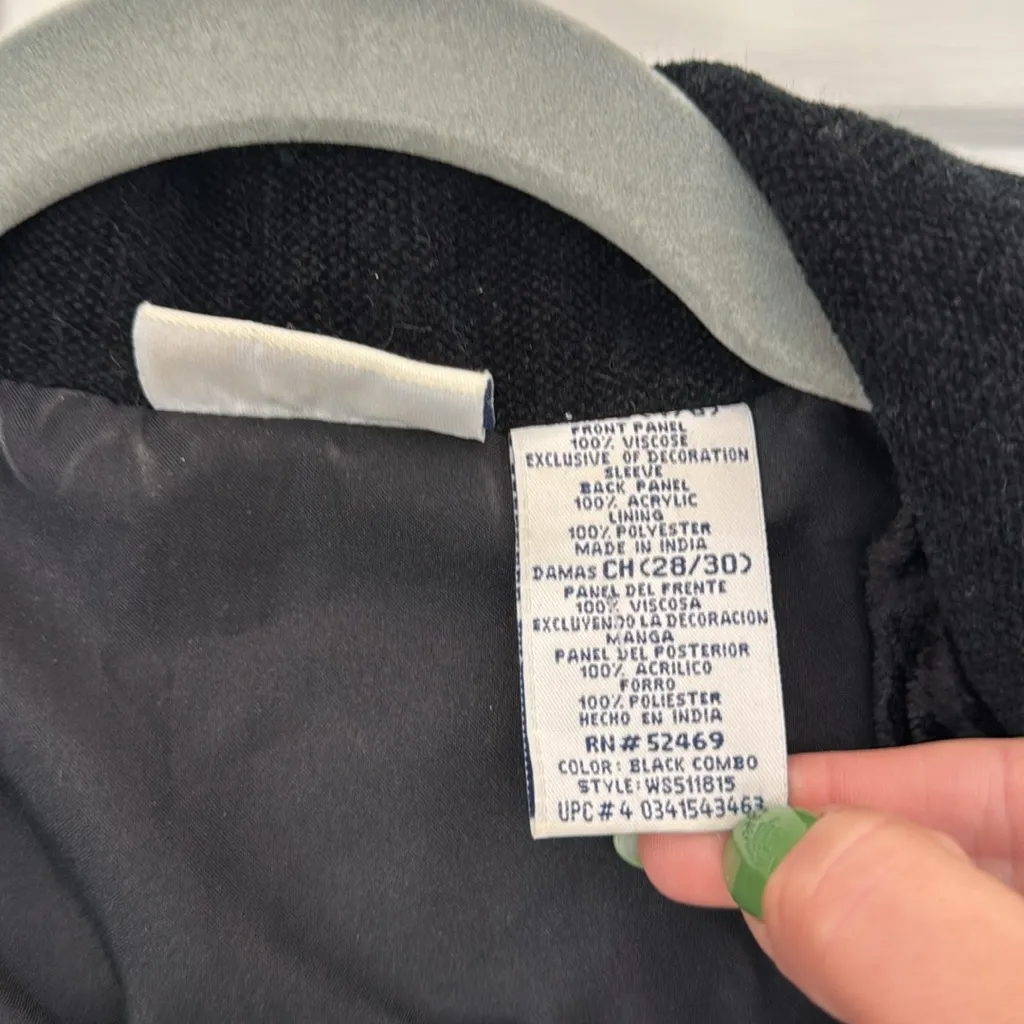 FRONT PANEL
100% VISCOSE
EXCLUSIVE OF DECORATION
SLEEVE
BACK PANEL
100% ACRYLIC
LINING
100% POLYESTER
MADE IN INDIA
DAMAS CH (28/30)
PANEL DEL FRENTE
100% VISCOSA
EXCLUYENDO LA DECORACION
MANGA
PANEL DEL POSTERIOR
100% ACRILICO
FORRO
100% POLIESTER
HECHO EN INDIA
RN # 52469
COLOR: BLACK COMBO
STYLE: WS511815
UPC # 4 0341543463